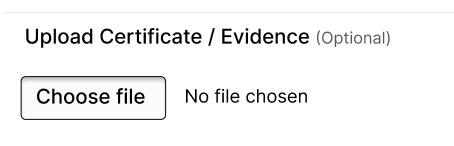 Upload Certificate / Evidence (Optional)
Choose file No file chosen